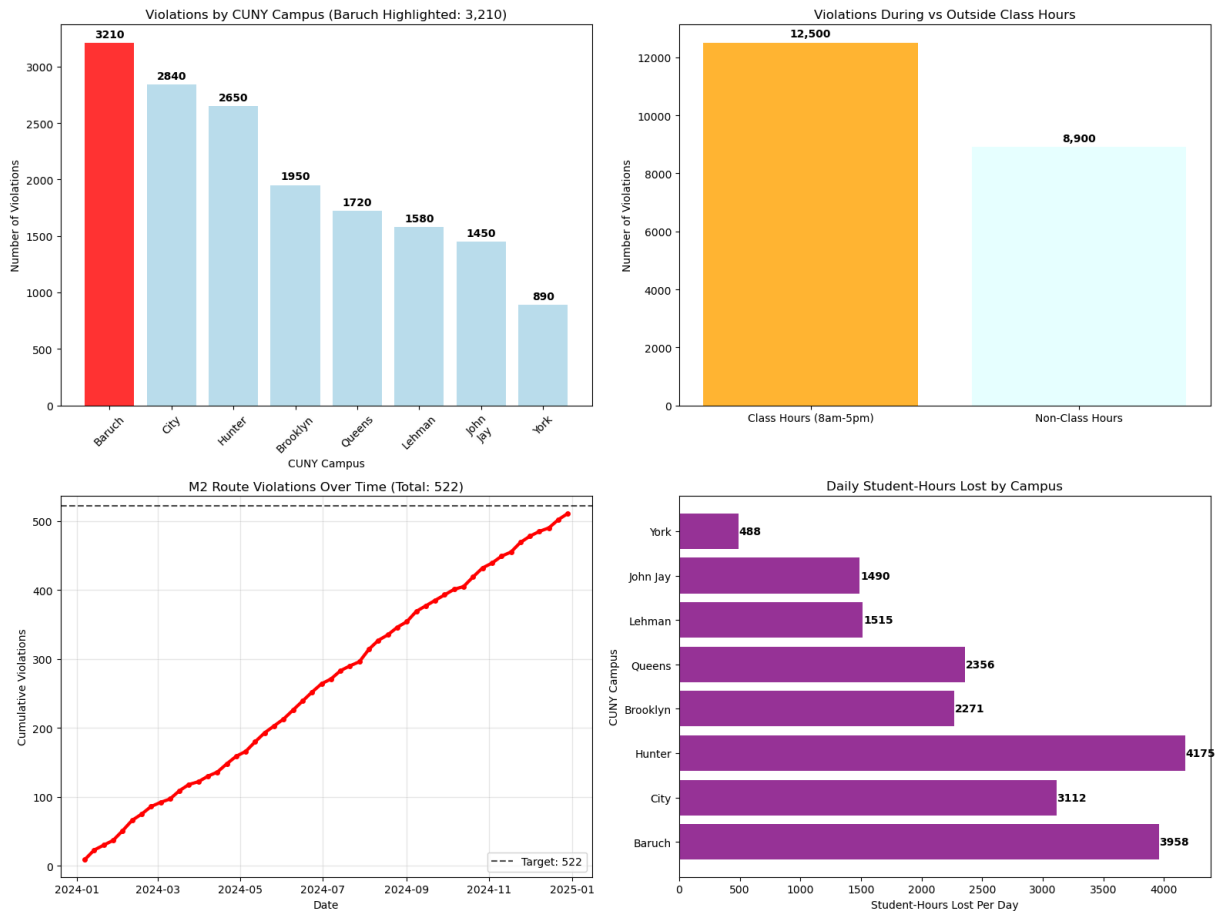 Violations by CUNY Campus (Baruch Highlighted: 3,210)
Number of Violations
3000
2500
2000
1500
1000
500
0
3210
2840
2650
1950
1720
1580
1450
890
Baruch
City
Hunter
Brooklyn
Queens
Lehman
John
Jay
York
CUNY Campus
Violations During vs Outside Class Hours
Number of Violations
12000
10000
8000
6000
4000
2000
0
12,500
8,900
Class Hours (8am-5pm)
Non-Class Hours
M2 Route Violations Over Time (Total: 522)
Cumulative Violations
500
400
300
200
100
0
Target: 522
2024-01
2024-03
2024-05
2024-07
2024-09
2024-11
2025-01
Date
Daily Student-Hours Lost by Campus
CUNY Campus
York
488
John Jay
1490
Lehman
1515
Queens
2356
Brooklyn
2271
Hunter
4175
City
3112
Baruch
3958
0
500
1000
1500
2000
2500
3000
3500
4000
Student-Hours Lost Per Day